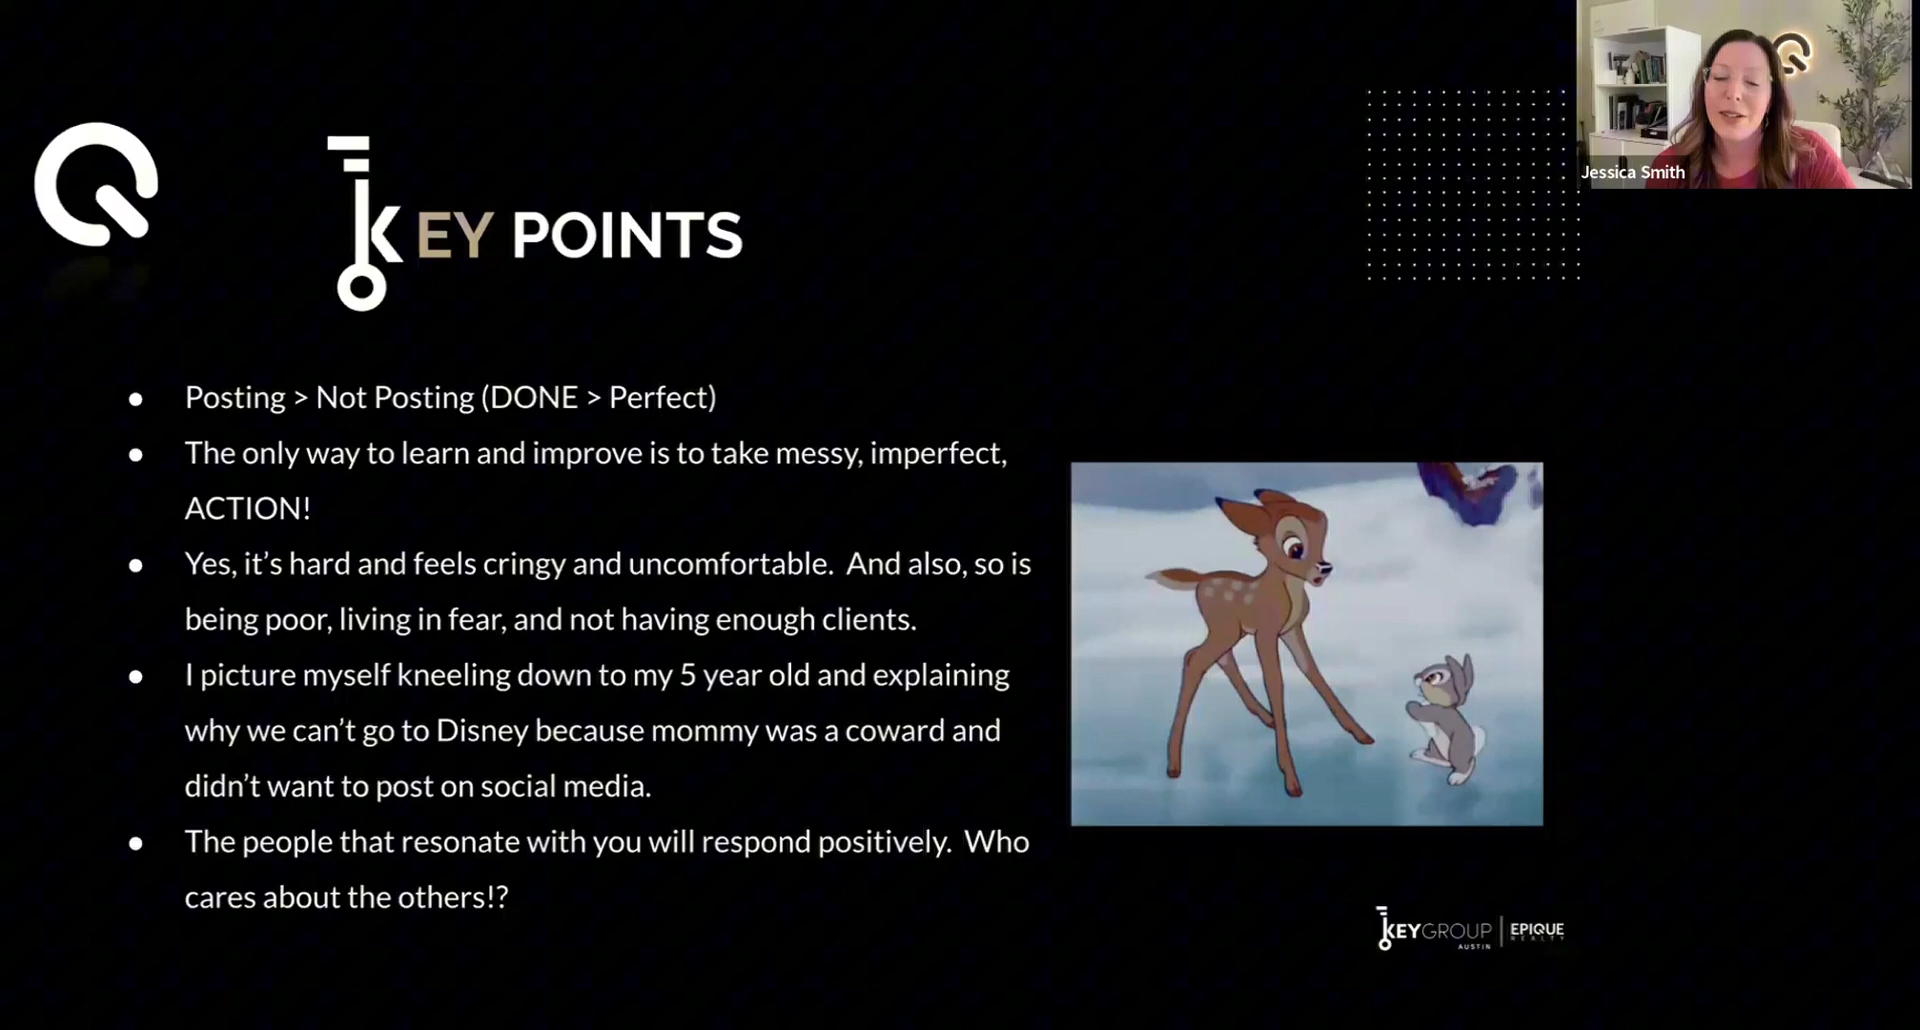 Jessica Smith
KEY POINTS
● Posting > Not Posting (DONE > Perfect)
● The only way to learn and improve is to take messy, imperfect,
ACTION!
● Yes, it’s hard and feels cringy and uncomfortable.  And also, so is
being poor, living in fear, and not having enough clients.
● I picture myself kneeling down to my 5 year old and explaining
why we can’t go to Disney because mommy was a coward and
didn’t want to post on social media.
● The people that resonate with you will respond positively.  Who
cares about the others!?
KEYGROUP | EPIQUE
AUSTIN REALTY